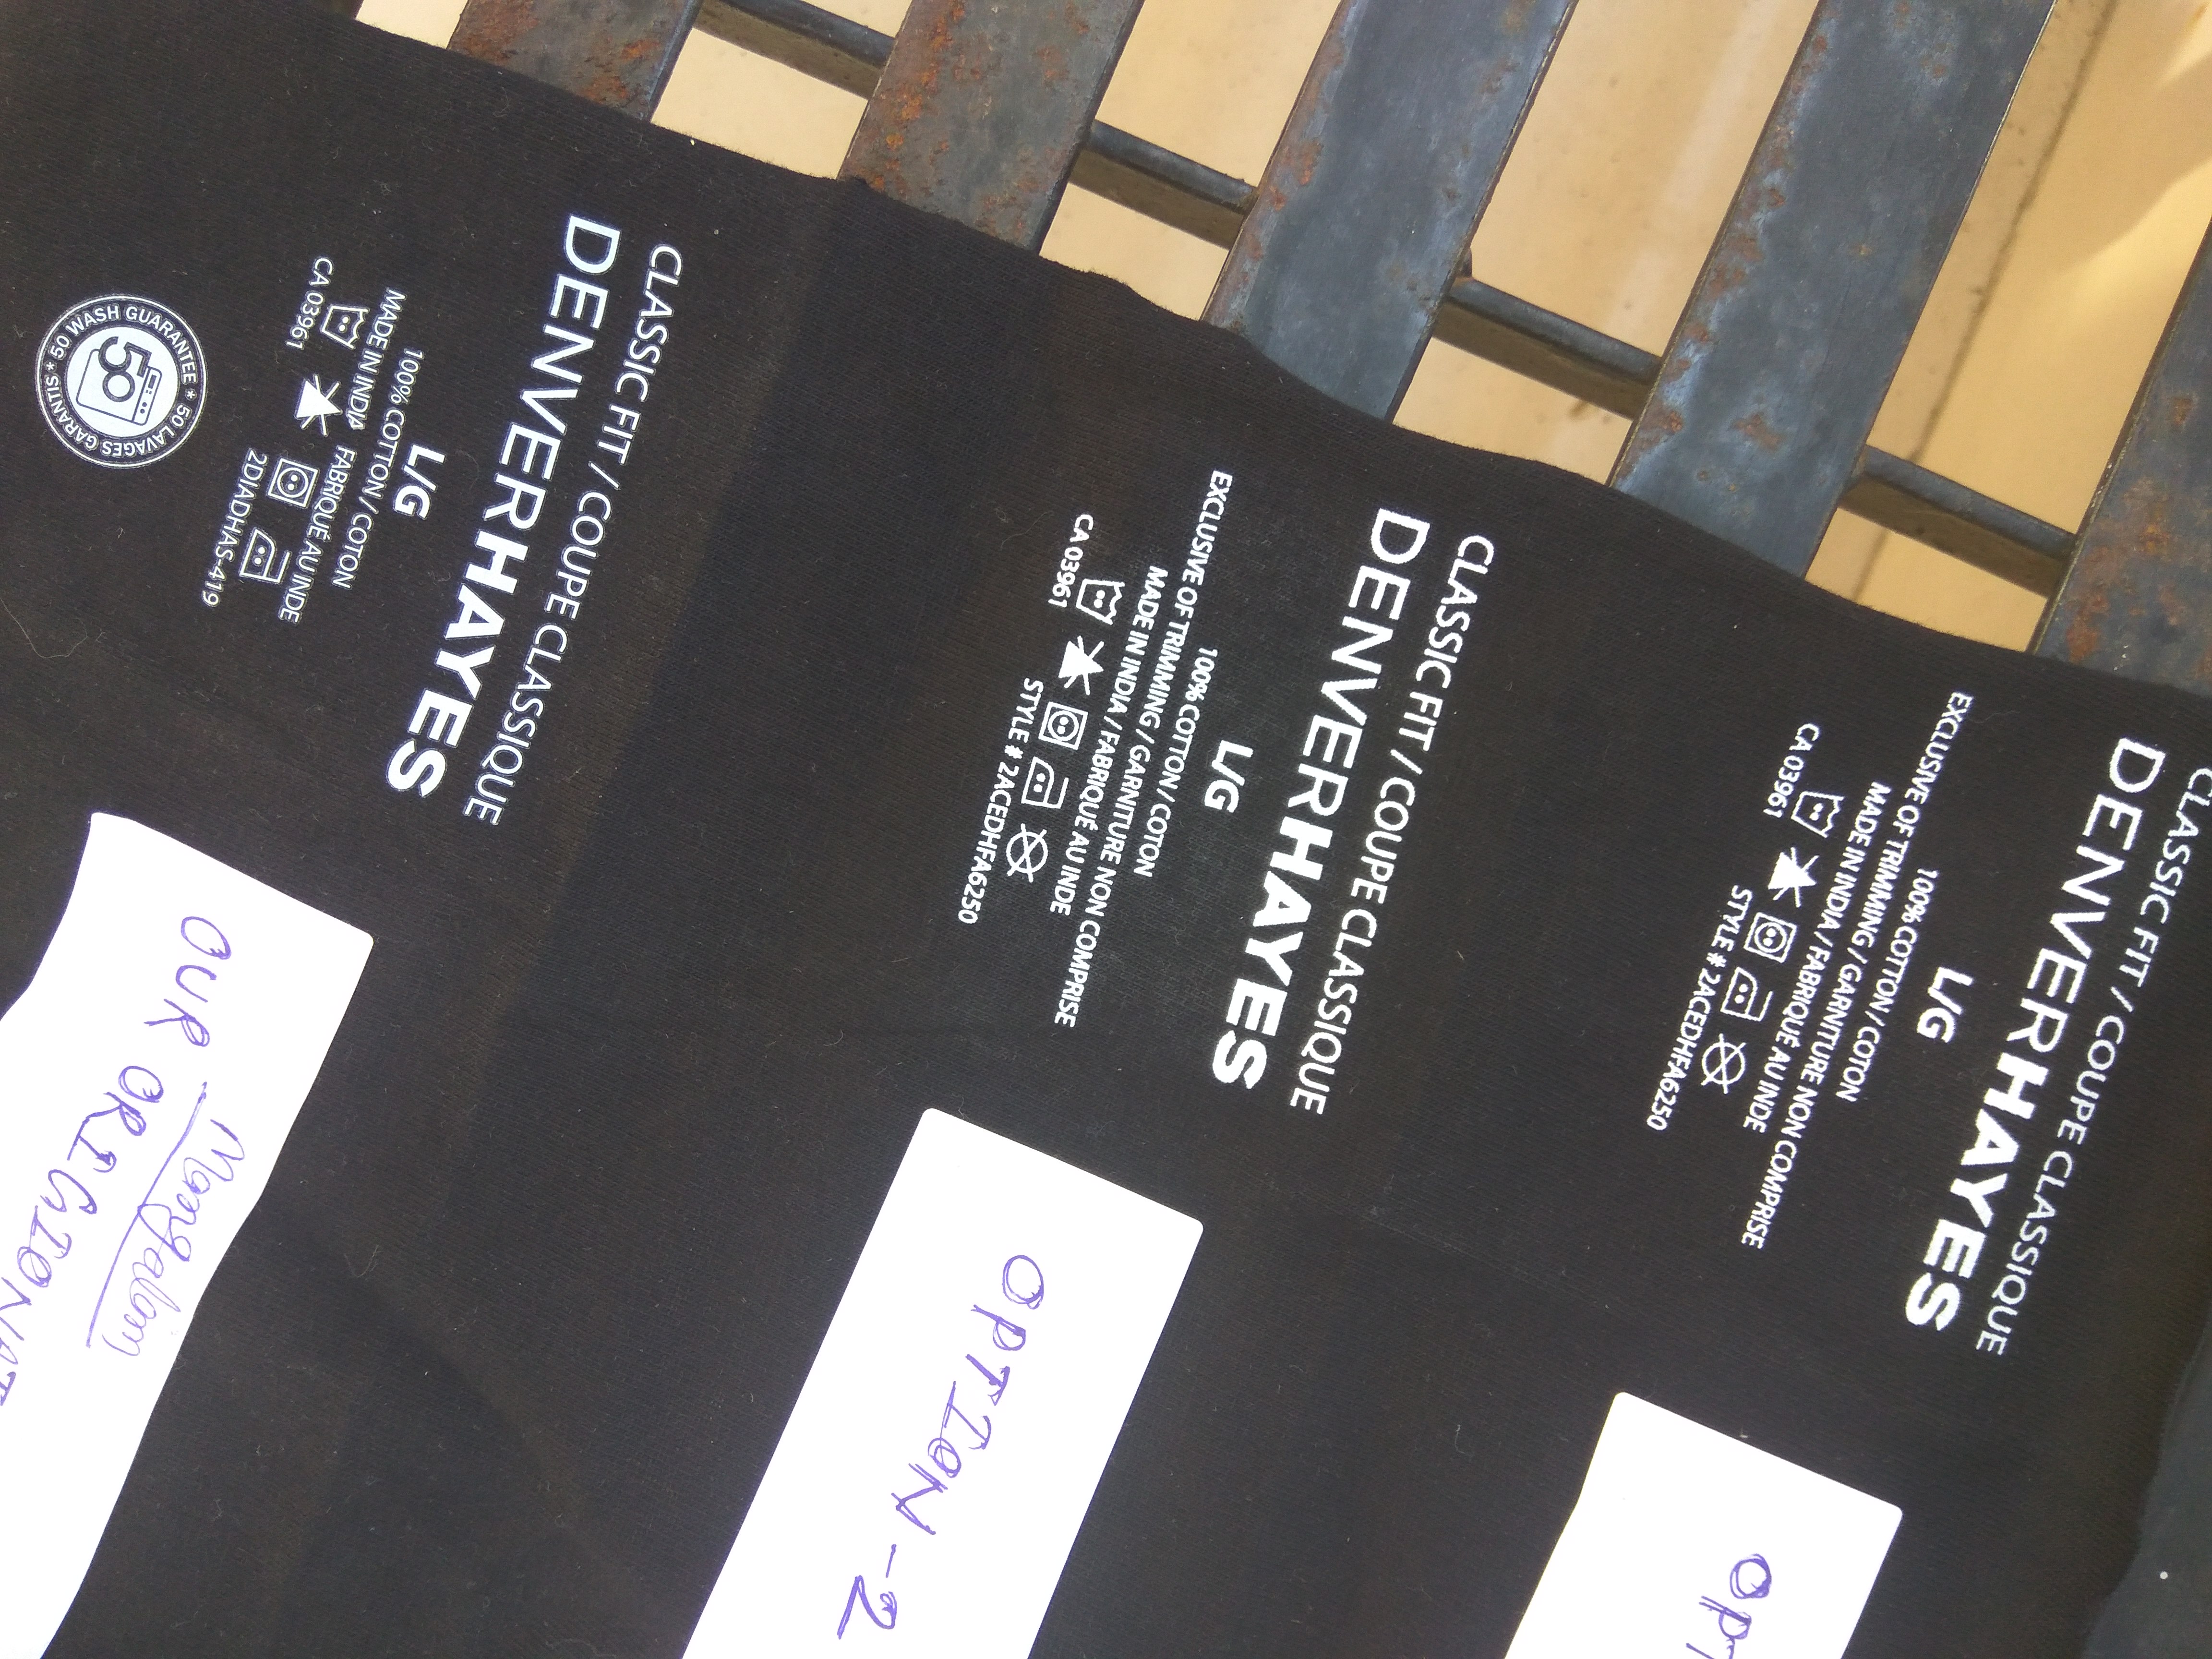 CLASSIC FIT / COUPE CLASSIQUE
DENVERHAYES
L/G
100% COTTON / COTON
EXCLUSIVE OF TRIMMING / GARNITURE NON COMPRISE
MADE IN INDIA / FABRIQUÉ AU INDE
CA 03961
STYLE # 2ACEDHFA6250
OPT
CLASSIC FIT / COUPE CLASSIQUE
DENVERHAYES
L/G
100% COTTON / COTON
EXCLUSIVE OF TRIMMING / GARNITURE NON COMPRISE
MADE IN INDIA / FABRIQUÉ AU INDE
CA 03961
STYLE # 2ACEDHFA6250
OPTION-2
CLASSIC FIT / COUPE CLASSIQUE
DENVERHAYES
L/G
100% COTTON / COTON
MADE IN INDIA FABRIQUÉ AU INDE
CA 03961
2DIADHAS-419
50 WASH GUARANTEE * 50 LAVAGES GARANTIS *
50
Mangalam
OUR ORIGIONA